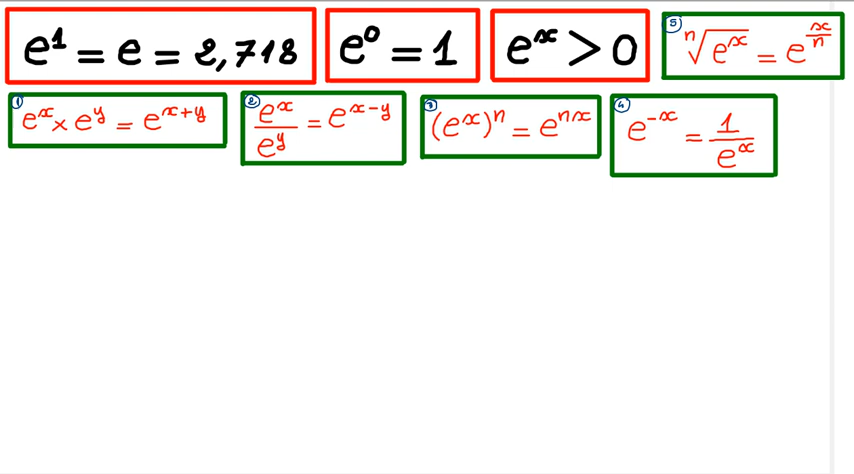 e¹ = e = 2,718
e⁰ = 1
eˣ > 0
5 ⁿ√(eˣ) = e^(x/n)
1 eˣ × eʸ = eˣ⁺ʸ
2 eˣ/eʸ = eˣ⁻ʸ
3 (eˣ)ⁿ = eⁿˣ
4 e⁻ˣ = 1/eˣ